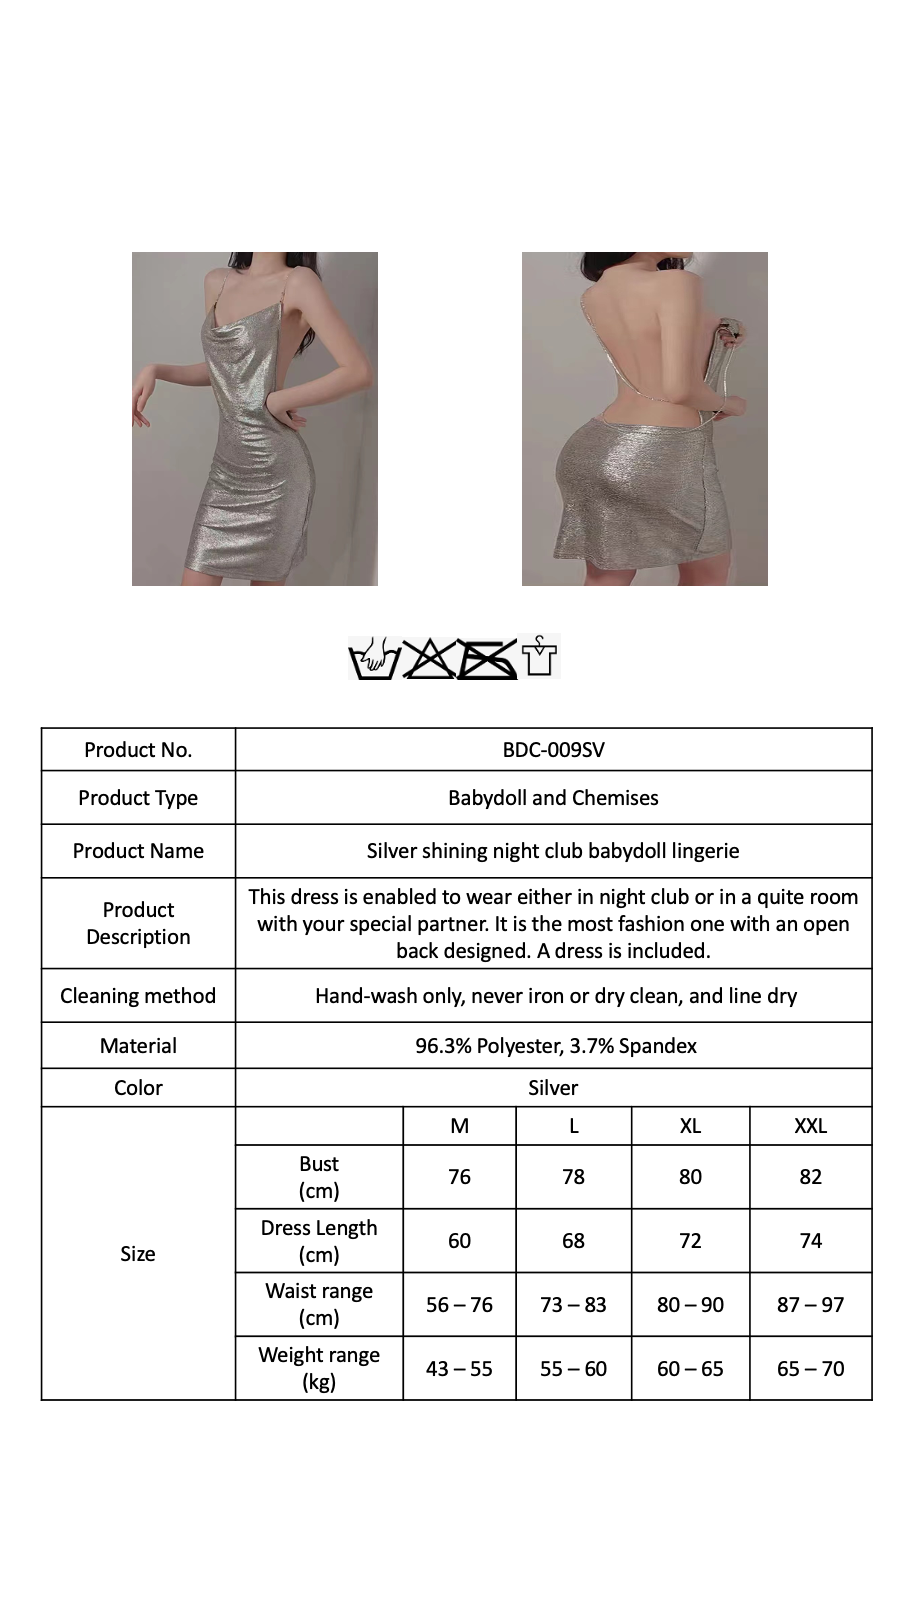 Product No.
BDC-009SV
Product Type
Babydoll and Chemises
Product Name
Silver shining night club babydoll lingerie
Product
Description
This dress is enabled to wear either in night club or in a quite room
with your special partner. It is the most fashion one with an open
back designed. A dress is included.
Cleaning method
Hand-wash only, never iron or dry clean, and line dry
Material
96.3% Polyester, 3.7% Spandex
Color
Silver
Size
M L XL XXL
Bust
(cm)
76 78 80 82
Dress Length
(cm)
60 68 72 74
Waist range
(cm)
56 – 76 73 – 83 80 – 90 87 – 97
Weight range
(kg)
43 – 55 55 – 60 60 – 65 65 – 70